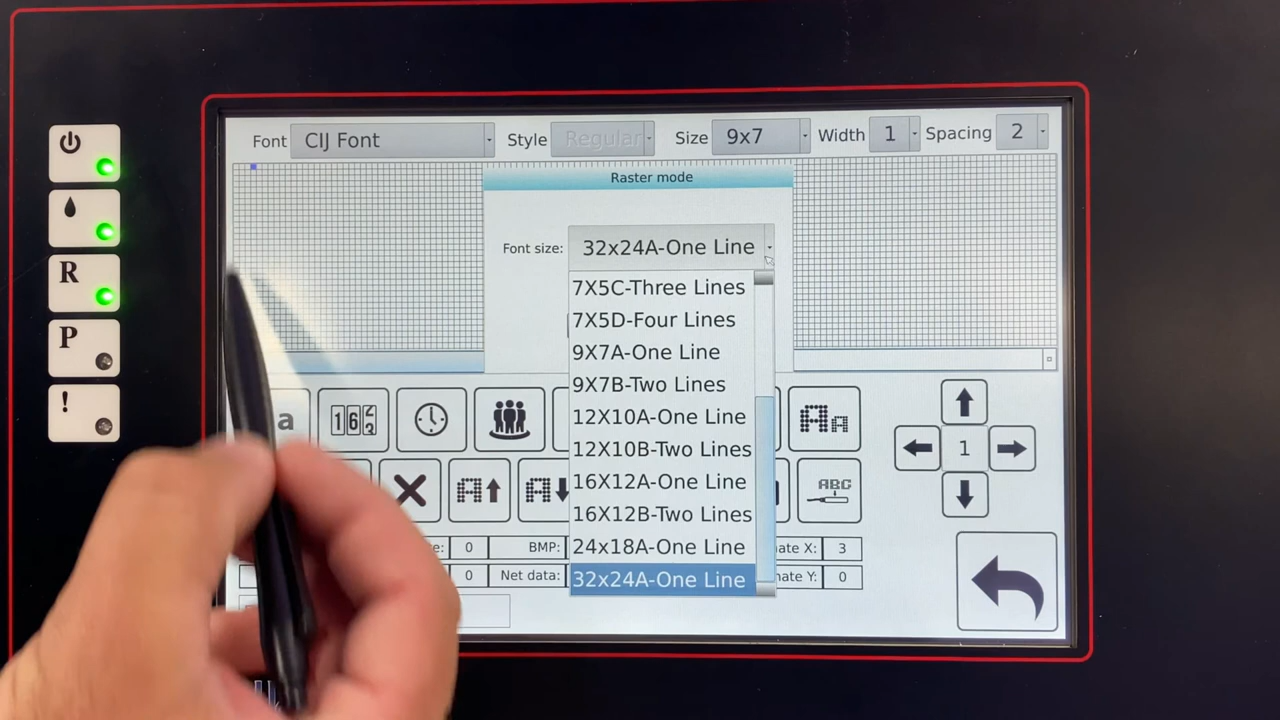 Font CIJ Font Style Regular Size 9x7 Width 1 Spacing 2
Raster mode
Font size: 32x24A-One Line
7X5C-Three Lines
7X5D-Four Lines
9X7A-One Line
9X7B-Two Lines
12X10A-One Line
12X10B-Two Lines
16X12A-One Line
16X12B-Two Lines
24x18A-One Line
32x24A-One Line
R
P
!
a
1
ABC
0 BMP: ate X: 3
0 Net data: ate Y: 0